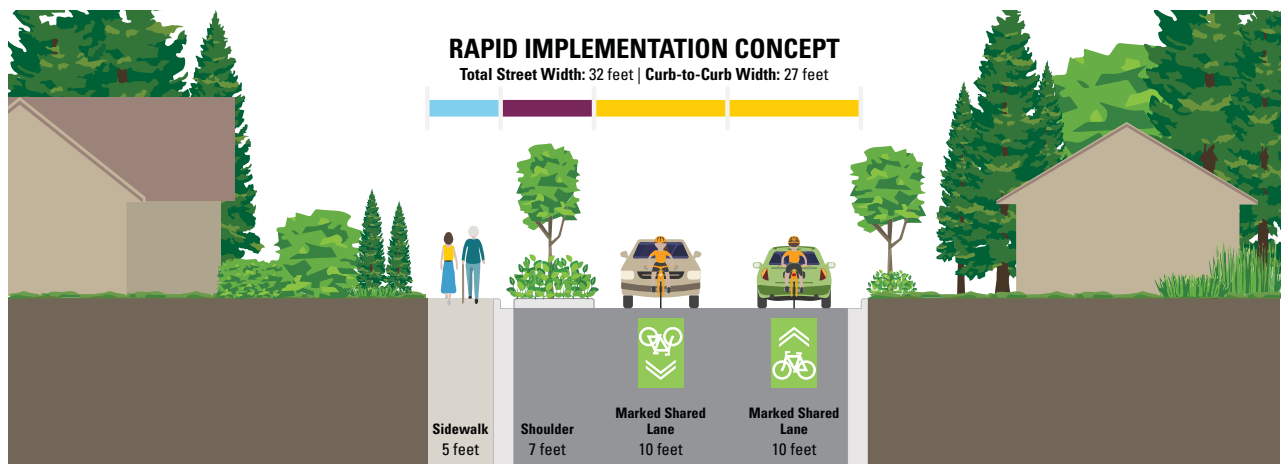 RAPID IMPLEMENTATION CONCEPT
Total Street Width: 32 feet | Curb-to-Curb Width: 27 feet
Sidewalk
5 feet
Shoulder
7 feet
Marked Shared
Lane
10 feet
Marked Shared
Lane
10 feet